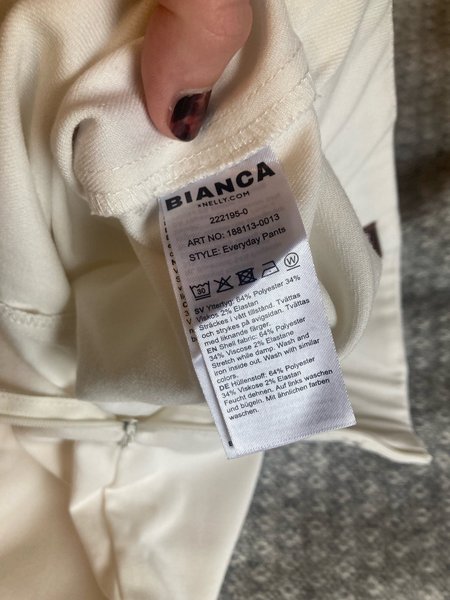 BIANCA
×NELLY.COM
222195-0
ART NO: 188113-0013
STYLE: Everyday Pants
30 W
SV Yttertyg: 64% Polyester 34%
Viskos 2% Elastan
Sträckes i vått tillstånd. Tvättas
och strykes på avigsidan. Tvättas
med liknande färger.
EN Shell fabric: 64% Polyester
34% Viscose 2% Elastane
Stretch while damp. Wash and
iron inside out. Wash with similar
colors.
DE Hüllenstoff: 64% Polyester
34% Viskose 2% Elastan
Feucht dehnen. Auf links waschen
und bügeln. Mit ähnlichen farben
waschen.